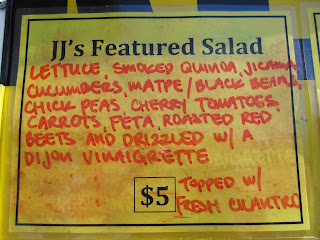 JJ's Featured Salad
LETTUCE, SMOKED QUINOA, JICAMA
CUCUMBERS, MATPE/BLACK BEANS,
CHICK PEAS, CHERRY TOMATOES,
CARROTS, FETA, ROASTED RED
BEETS AND DRIZZLED W/ A
DIJON VINAIGRETTE
$5 TOPPED W/
FRESH CILANTRO